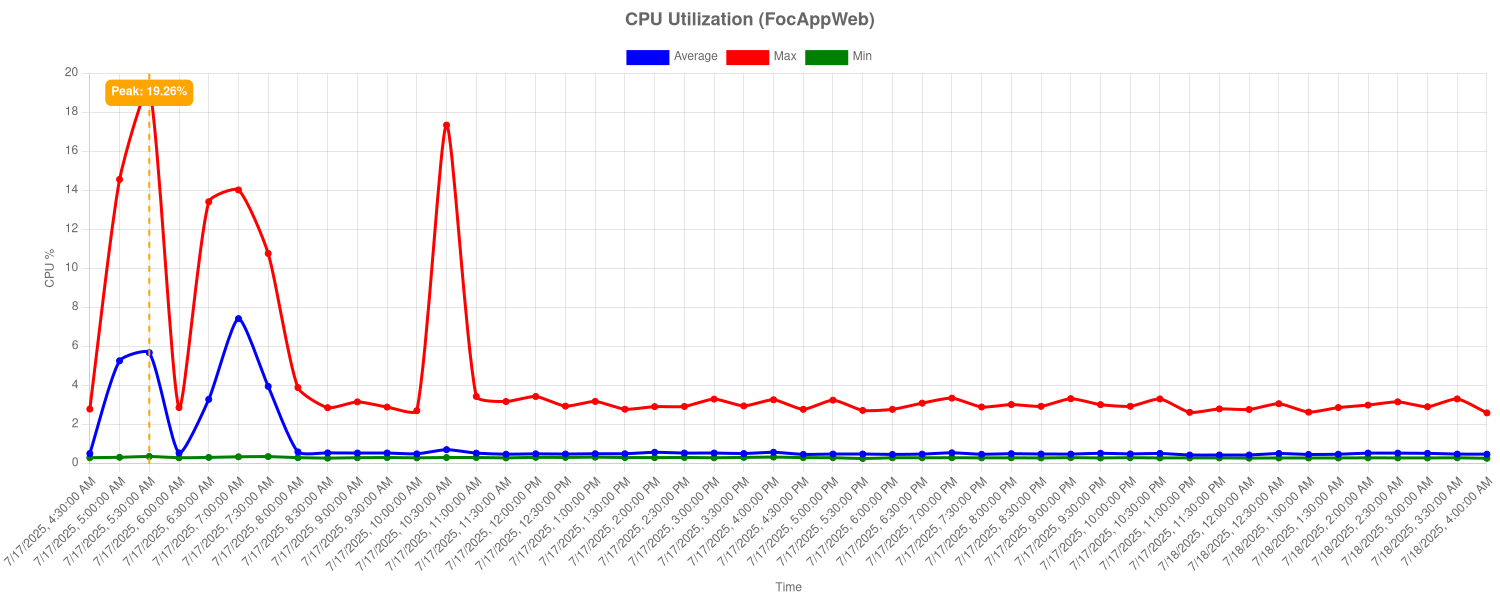 CPU Utilization (FocAppWeb)
Average Max Min
Peak: 19.26%
20
18
16
14
12
10
8
6
4
2
0
CPU %
7/17/2025, 4:30:00 AM
7/17/2025, 5:00:00 AM
7/17/2025, 5:30:00 AM
7/17/2025, 6:00:00 AM
7/17/2025, 6:30:00 AM
7/17/2025, 7:00:00 AM
7/17/2025, 7:30:00 AM
7/17/2025, 8:00:00 AM
7/17/2025, 8:30:00 AM
7/17/2025, 9:00:00 AM
7/17/2025, 9:30:00 AM
7/17/2025, 10:00:00 AM
7/17/2025, 10:30:00 AM
7/17/2025, 11:00:00 AM
7/17/2025, 11:30:00 AM
7/17/2025, 12:00:00 PM
7/17/2025, 12:30:00 PM
7/17/2025, 1:00:00 PM
7/17/2025, 1:30:00 PM
7/17/2025, 2:00:00 PM
7/17/2025, 2:30:00 PM
7/17/2025, 3:00:00 PM
7/17/2025, 3:30:00 PM
7/17/2025, 4:00:00 PM
7/17/2025, 4:30:00 PM
7/17/2025, 5:00:00 PM
7/17/2025, 5:30:00 PM
7/17/2025, 6:00:00 PM
7/17/2025, 6:30:00 PM
7/17/2025, 7:00:00 PM
7/17/2025, 7:30:00 PM
7/17/2025, 8:00:00 PM
7/17/2025, 8:30:00 PM
7/17/2025, 9:00:00 PM
7/17/2025, 9:30:00 PM
7/17/2025, 10:00:00 PM
7/17/2025, 10:30:00 PM
7/17/2025, 11:00:00 PM
7/17/2025, 11:30:00 PM
7/18/2025, 12:00:00 AM
7/18/2025, 12:30:00 AM
7/18/2025, 1:00:00 AM
7/18/2025, 1:30:00 AM
7/18/2025, 2:00:00 AM
7/18/2025, 2:30:00 AM
7/18/2025, 3:00:00 AM
7/18/2025, 3:30:00 AM
7/18/2025, 4:00:00 AM
Time